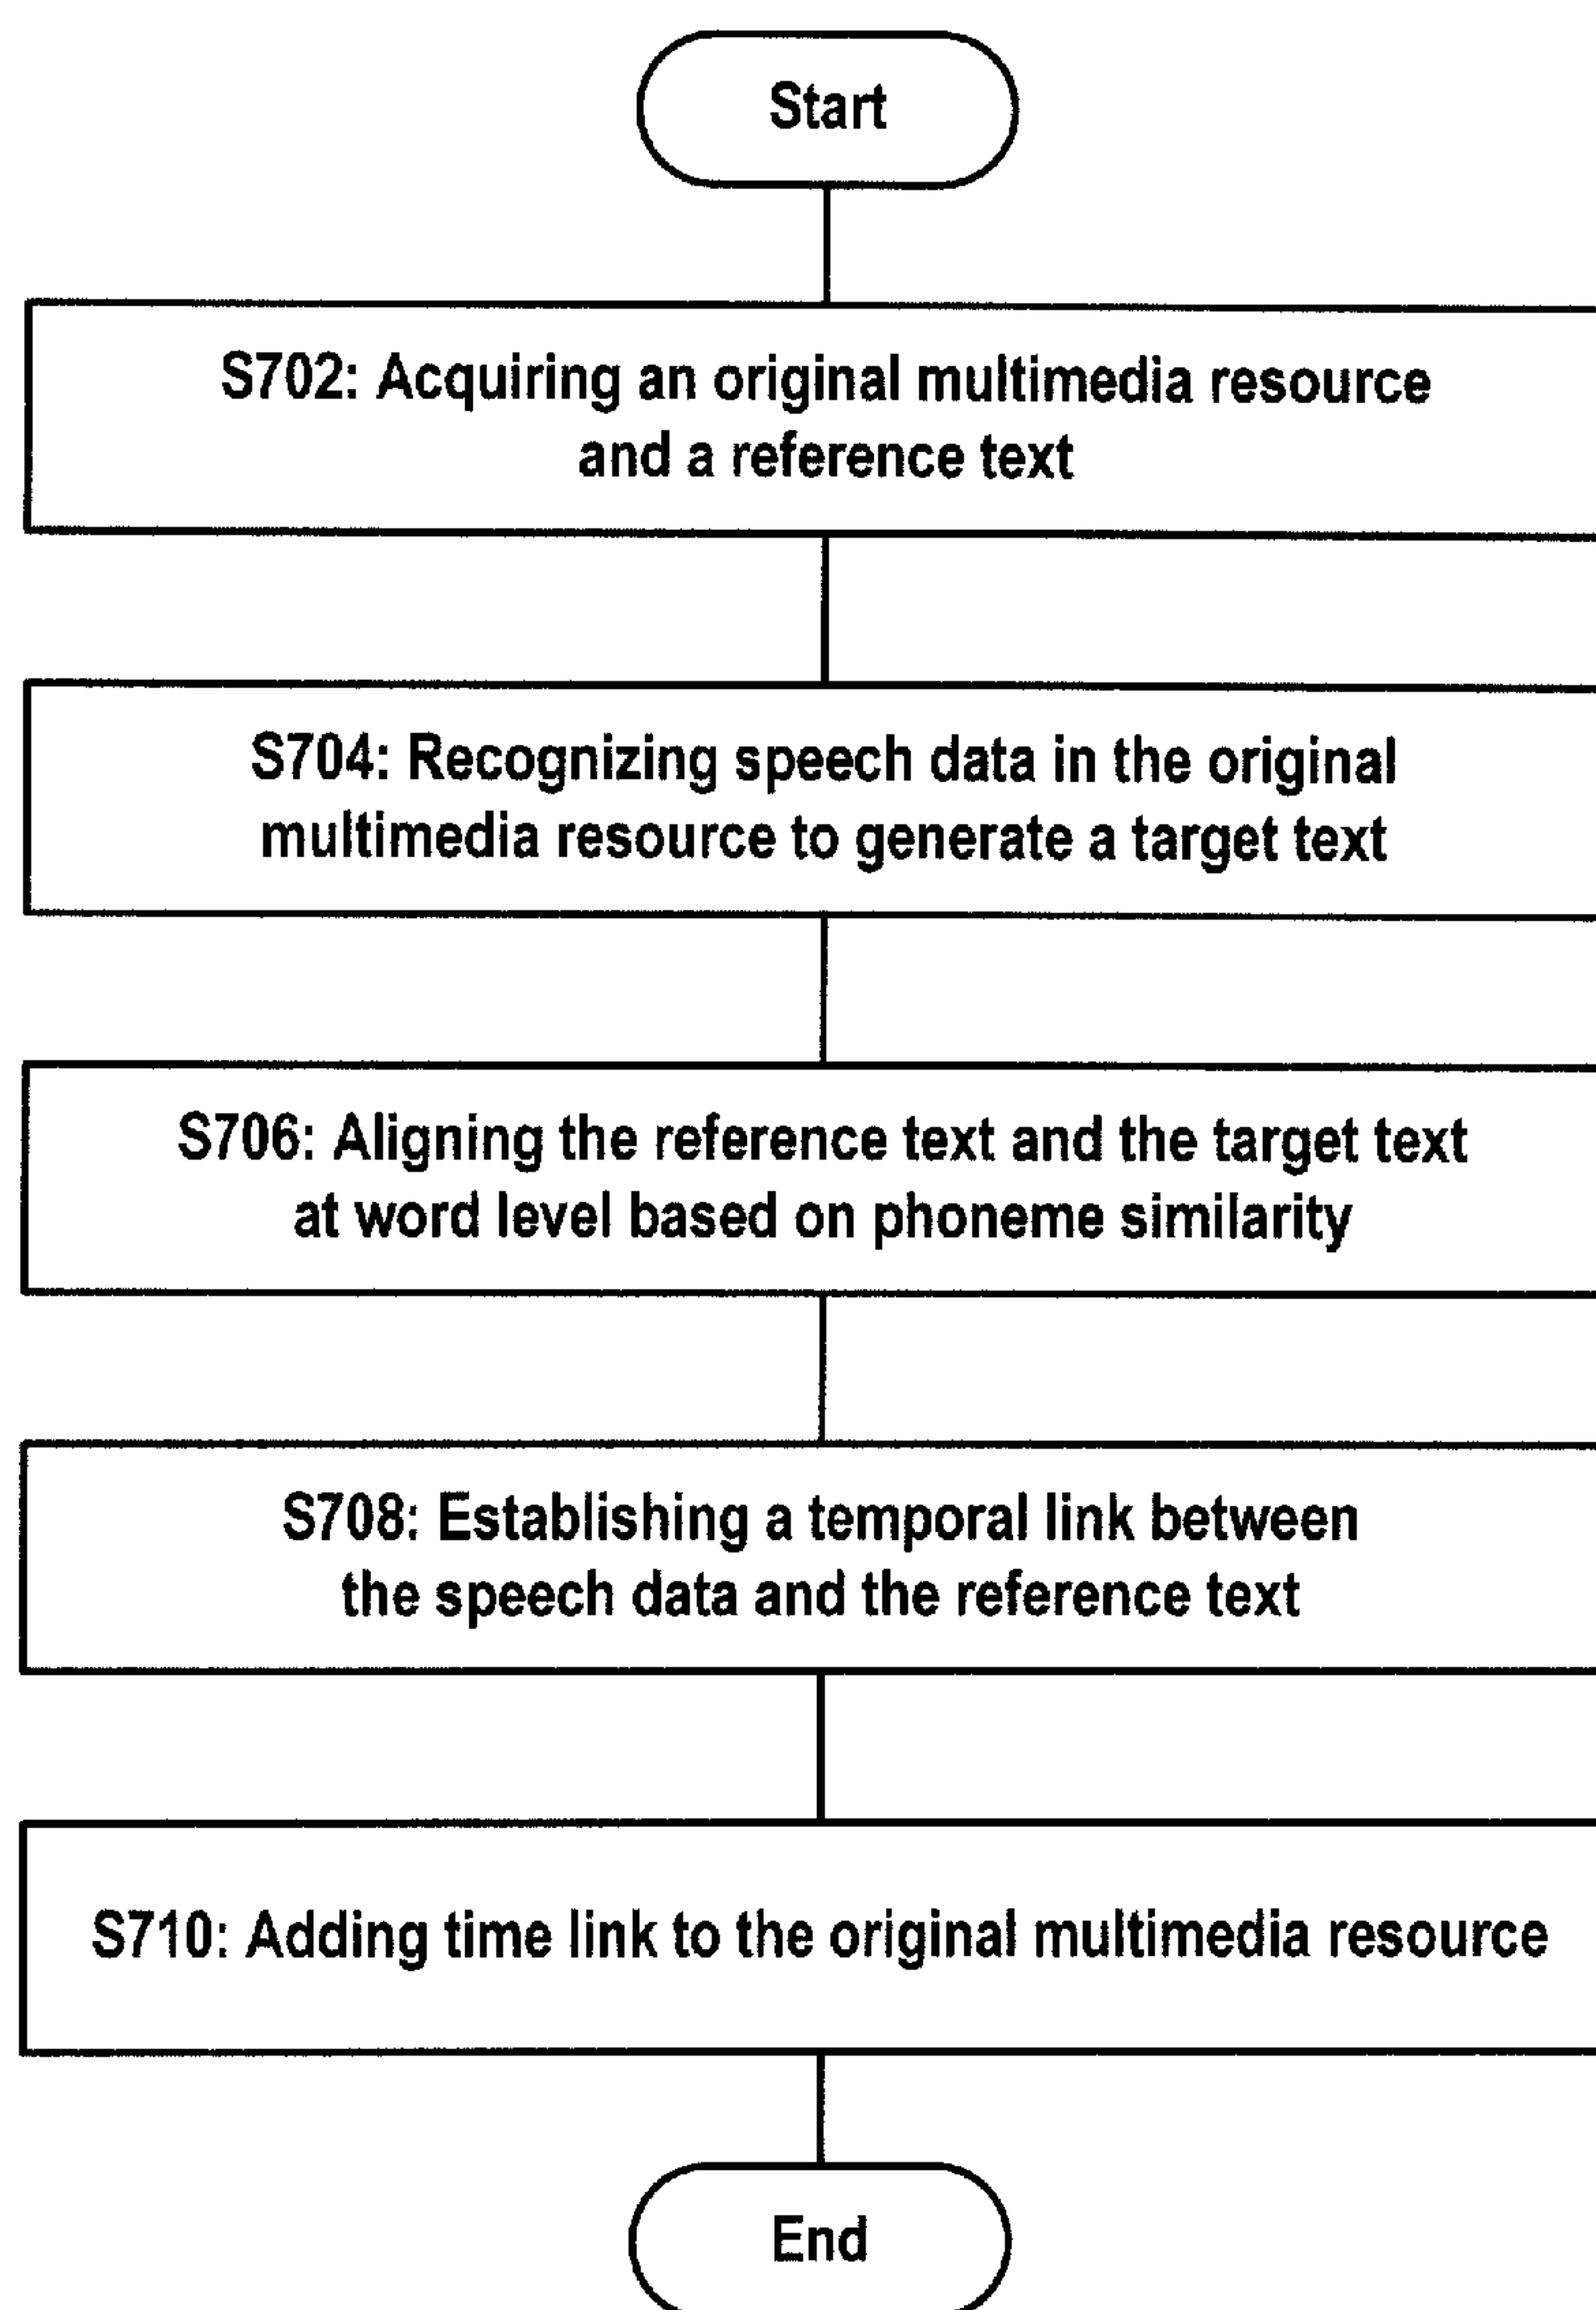 Start
S702: Acquiring an original multimedia resource
and a reference text
S704: Recognizing speech data in the original
multimedia resource to generate a target text
S706: Aligning the reference text and the target text
at word level based on phoneme similarity
S708: Establishing a temporal link between
the speech data and the reference text
S710: Adding time link to the original multimedia resource
End